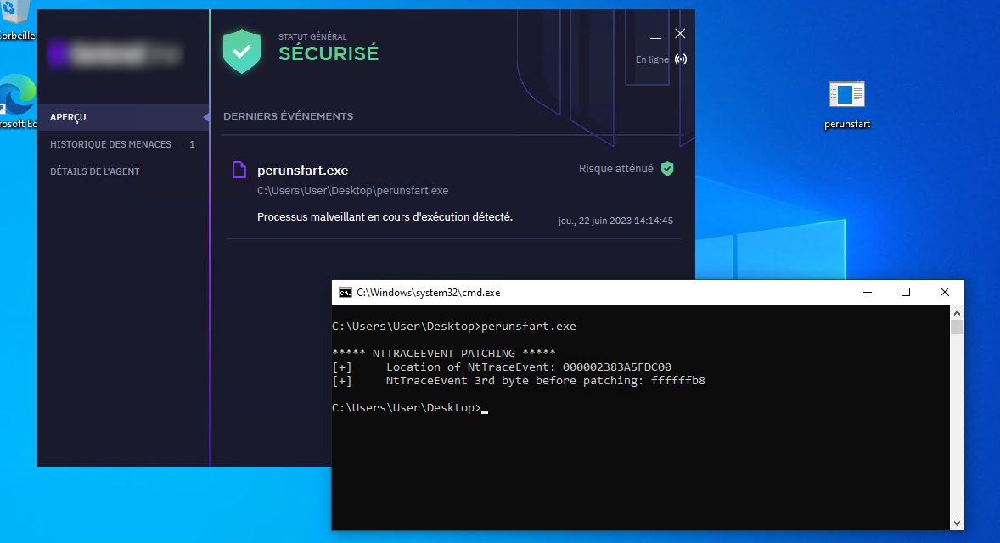 Corbeille
rosoft Ed
STATUT GÉNÉRAL
SÉCURISÉ
En ligne
APERÇU
HISTORIQUE DES MENACES 1
DÉTAILS DE L'AGENT
DERNIERS ÉVÉNEMENTS
perunsfart.exe
Risque atténué
C:\Users\User\Desktop\perunsfart.exe
Processus malveillant en cours d'exécution détecté.
jeu., 22 juin 2023 14:14:45
perunsfart
C:\Windows\system32\cmd.exe
C:\Users\User\Desktop>perunsfart.exe
***** NTTRACEEVENT PATCHING *****
[+] Location of NtTraceEvent: 000002383A5FDC00
[+] NtTraceEvent 3rd byte before patching: ffffffb8
C:\Users\User\Desktop>